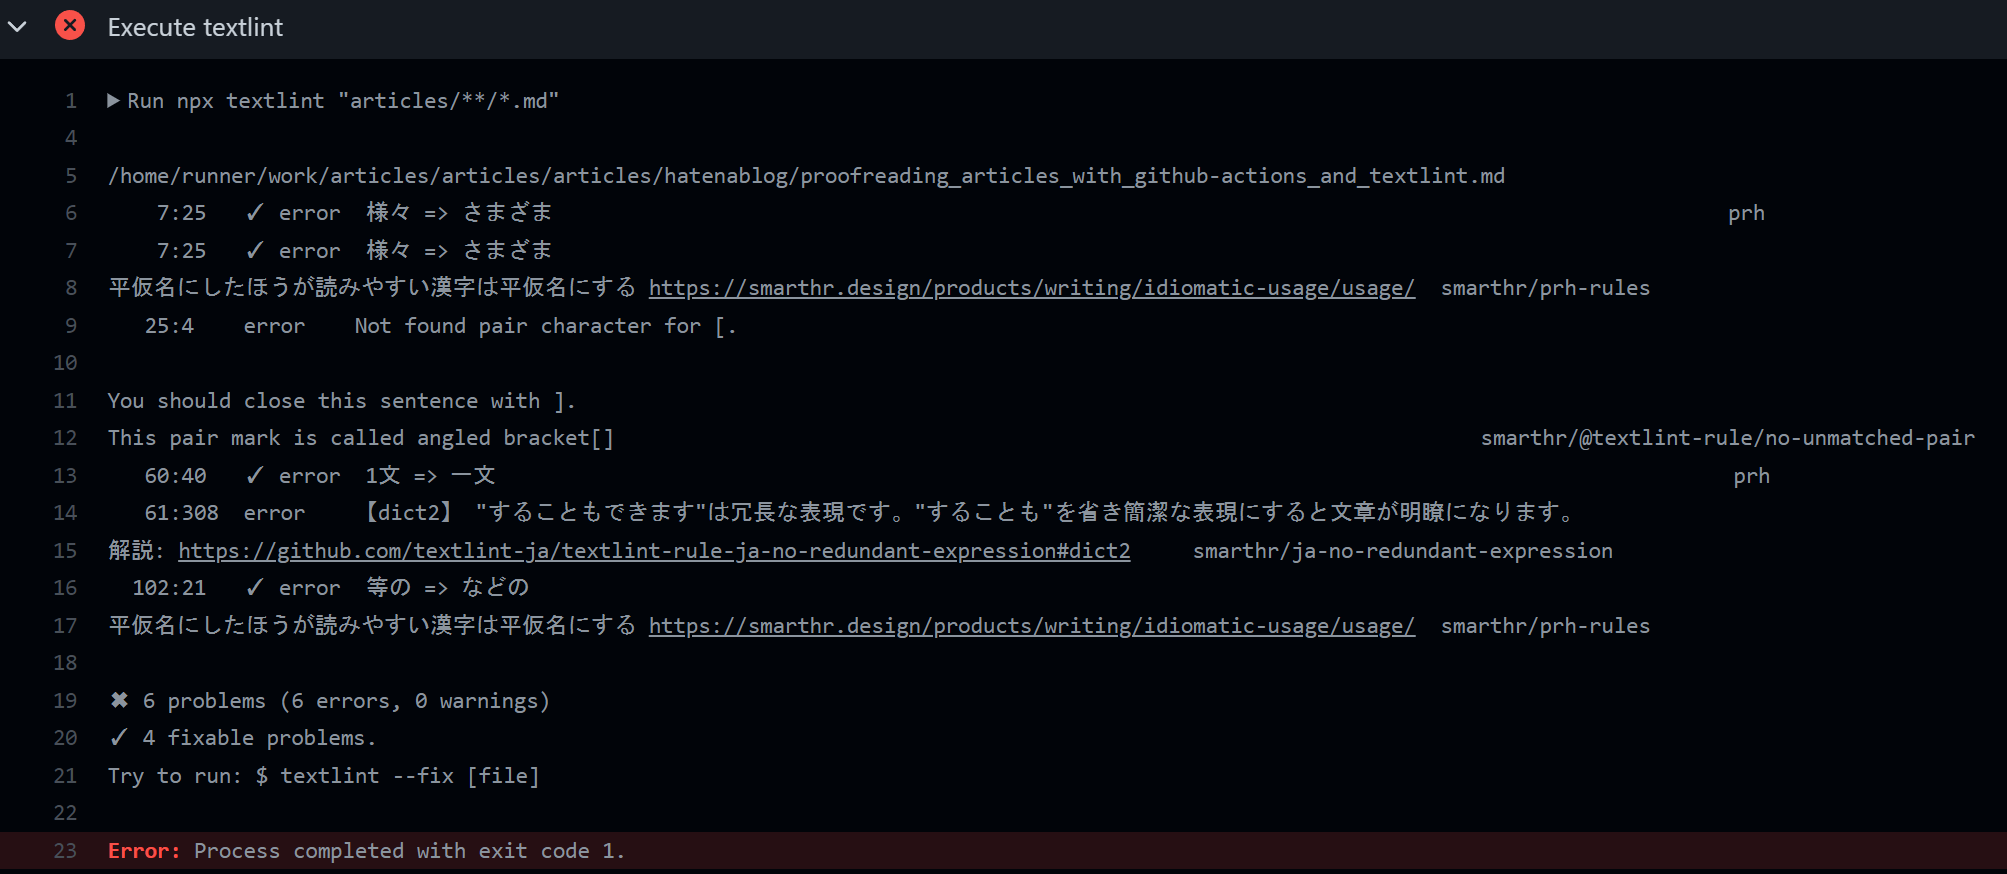 Execute textlint
1 ▶Run npx textlint "articles/**/*.md"
4
5 /home/runner/work/articles/articles/articles/hatenablog/proofreading_articles_with_github-actions_and_textlint.md
6 7:25 ✓ error 様々 => さまざま prh
7 7:25 ✓ error 様々 => さまざま
8 平仮名にしたほうが読みやすい漢字は平仮名にする https://smarthr.design/products/writing/idiomatic-usage/usage/ smarthr/prh-rules
9 25:4 error Not found pair character for [.
10
11 You should close this sentence with ].
12 This pair mark is called angled bracket[] smarthr/@textlint-rule/no-unmatched-pair
13 60:40 ✓ error 1文 => 一文 prh
14 61:308 error 【dict2】 "することもできます"は冗長な表現です。"することも"を省き簡潔な表現にすると文章が明瞭になります。
15 解説: https://github.com/textlint-ja/textlint-rule-ja-no-redundant-expression#dict2 smarthr/ja-no-redundant-expression
16 102:21 ✓ error 等の => などの
17 平仮名にしたほうが読みやすい漢字は平仮名にする https://smarthr.design/products/writing/idiomatic-usage/usage/ smarthr/prh-rules
18
19 ✖ 6 problems (6 errors, 0 warnings)
20 ✓ 4 fixable problems.
21 Try to run: $ textlint --fix [file]
22
23 Error: Process completed with exit code 1.